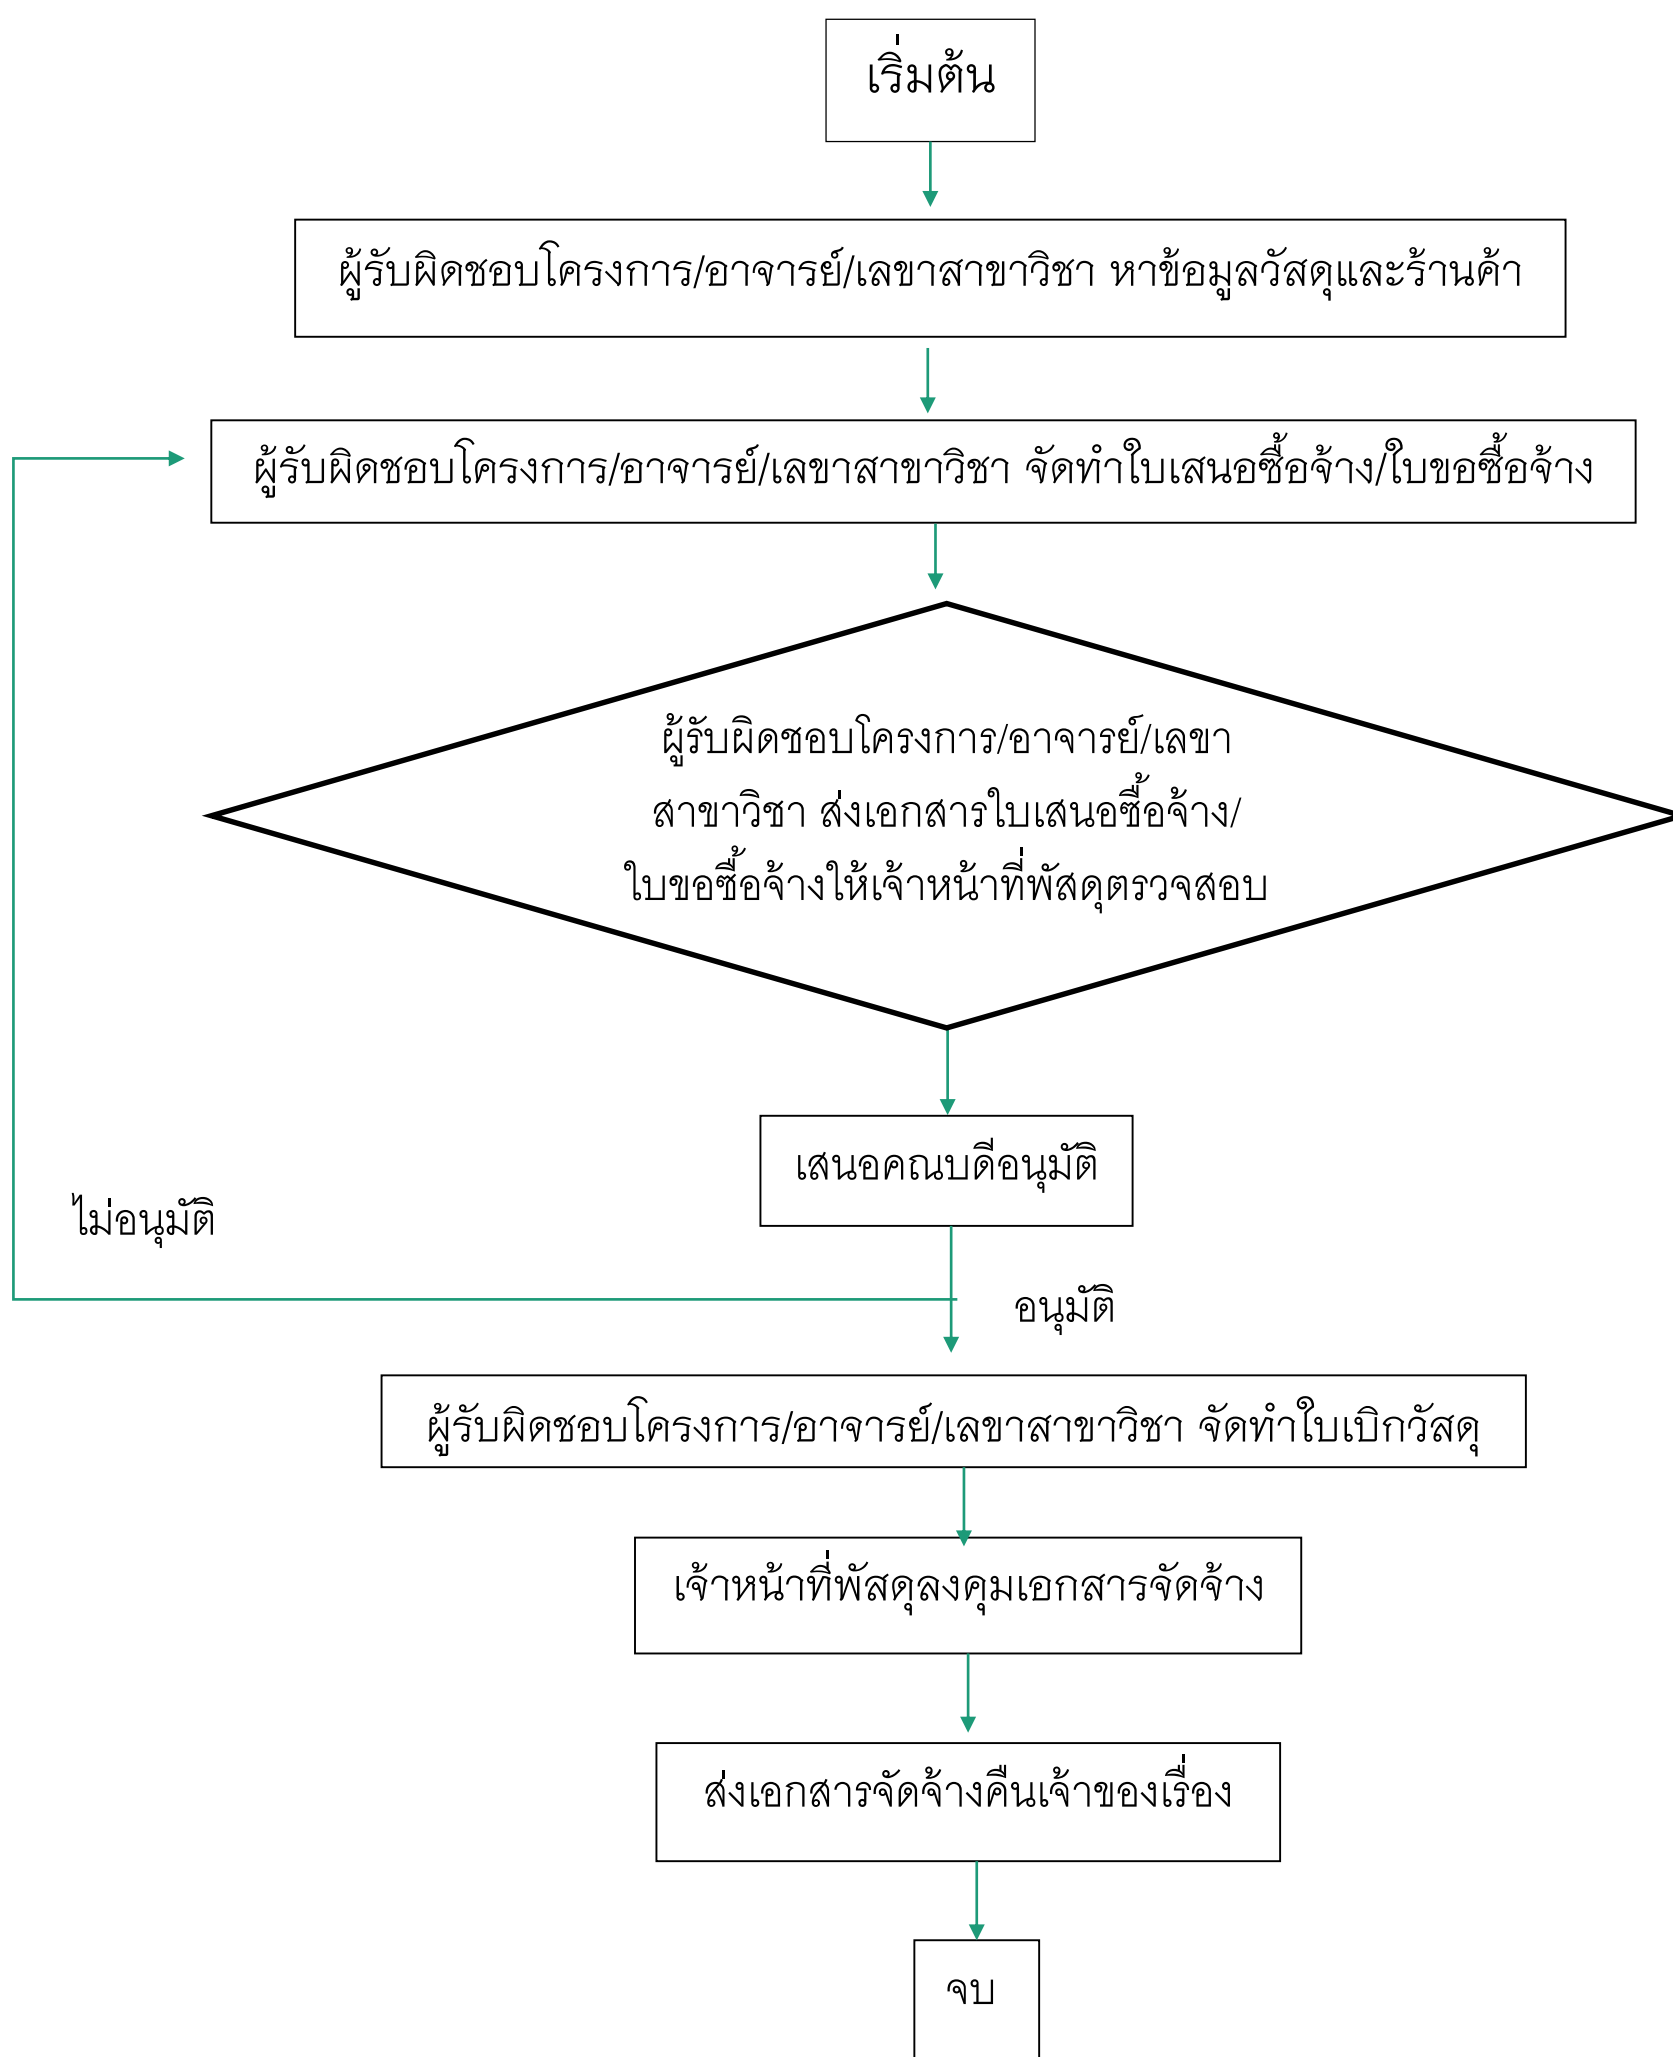 เริ่มต้น
ผู้รับผิดชอบโครงการ/อาจารย์/เลขาสาขาวิชา หาข้อมูลวัสดุและร้านค้า
ผู้รับผิดชอบโครงการ/อาจารย์/เลขาสาขาวิชา จัดทำใบเสนอซื้อจ้าง/ใบขอซื้อจ้าง
ผู้รับผิดชอบโครงการ/อาจารย์/เลขา
สาขาวิชา ส่งเอกสารใบเสนอซื้อจ้าง/
ใบขอซื้อจ้างให้เจ้าหน้าที่พัสดุตรวจสอบ
เสนอคณบดีอนุมัติ
ไม่อนุมัติ
อนุมัติ
ผู้รับผิดชอบโครงการ/อาจารย์/เลขาสาขาวิชา จัดทำใบเบิกวัสดุ
เจ้าหน้าที่พัสดุลงคุมเอกสารจัดจ้าง
ส่งเอกสารจัดจ้างคืนเจ้าของเรื่อง
จบ